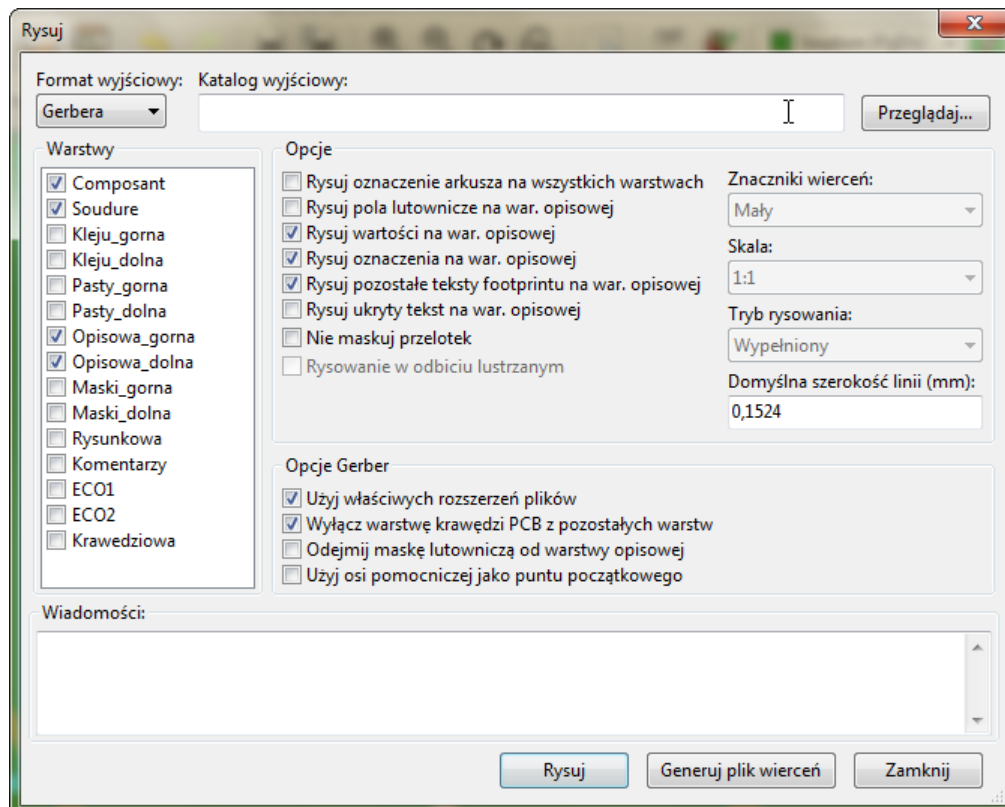 Rysuj
Format wyjściowy: Katalog wyjściowy:
Gerbera
Przeglądaj...
Warstwy
Composant
Soudure
Kleju_gorna
Kleju_dolna
Pasty_gorna
Pasty_dolna
Opisowa_gorna
Opisowa_dolna
Maski_gorna
Maski_dolna
Rysunkowa
Komentarzy
ECO1
ECO2
Krawedziowa
Opcje
Rysuj oznaczenie arkusza na wszystkich warstwach
Rysuj pola lutownicze na war. opisowej
Rysuj wartości na war. opisowej
Rysuj oznaczenia na war. opisowej
Rysuj pozostałe teksty footprintu na war. opisowej
Rysuj ukryty tekst na war. opisowej
Nie maskuj przelotek
Rysowanie w odbiciu lustrzanym
Znaczniki wierceń:
Mały
Skala:
1:1
Tryb rysowania:
Wypełniony
Domyślna szerokość linii (mm):
0,1524
Opcje Gerber
Użyj właściwych rozszerzeń plików
Wyłącz warstwę krawędzi PCB z pozostałych warstw
Odejmij maskę lutowniczą od warstwy opisowej
Użyj osi pomocniczej jako puntu początkowego
Wiadomości:
Rysuj
Generuj plik wierceń
Zamknij